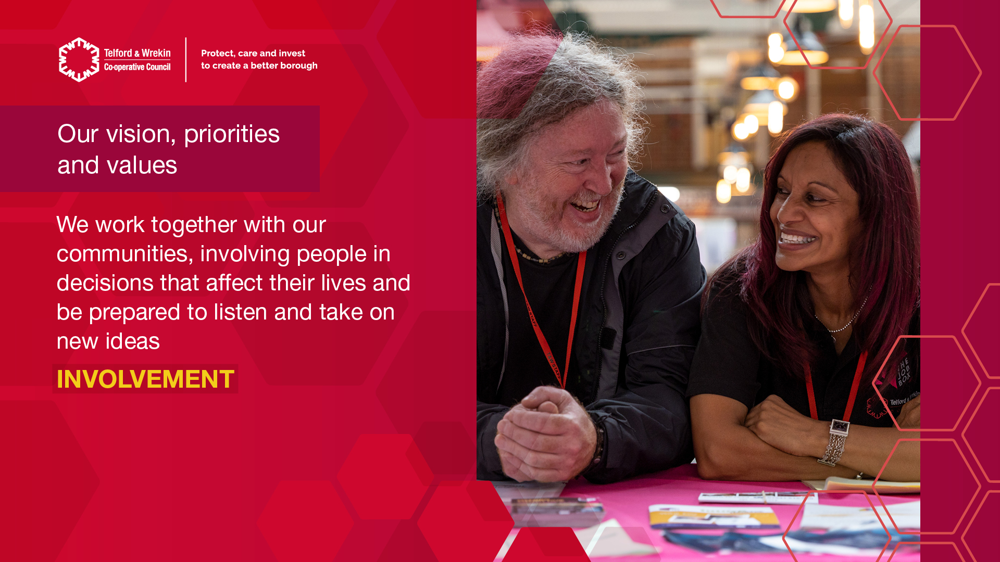 Telford & Wrekin
Co-operative Council
Protect, care and invest
to create a better borough
Our vision, priorities
and values
We work together with our
communities, involving people in
decisions that affect their lives and
be prepared to listen and take on
new ideas
INVOLVEMENT
THE
JOB
BOX
Telford &
STAFF